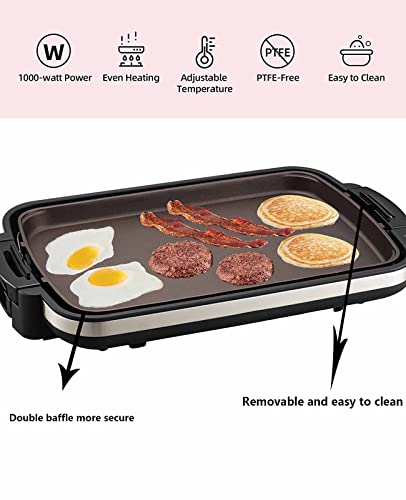 W
PTFE
1000-watt Power
Even Heating
Adjustable
Temperature
PTFE-Free
Easy to Clean
Double baffle more secure
Removable and easy to clean